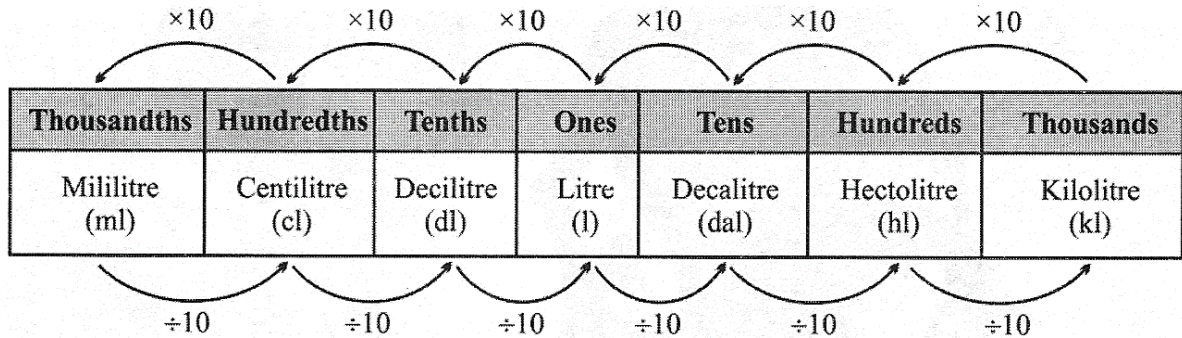 ×10 ×10 ×10 ×10 ×10 ×10
Thousandths Hundredths Tenths Ones Tens Hundreds Thousands
Mililitre Centilitre Decilitre Litre Decalitre Hectolitre Kilolitre
(ml) (cl) (dl) (l) (dal) (hl) (kl)
÷10 ÷10 ÷10 ÷10 ÷10 ÷10